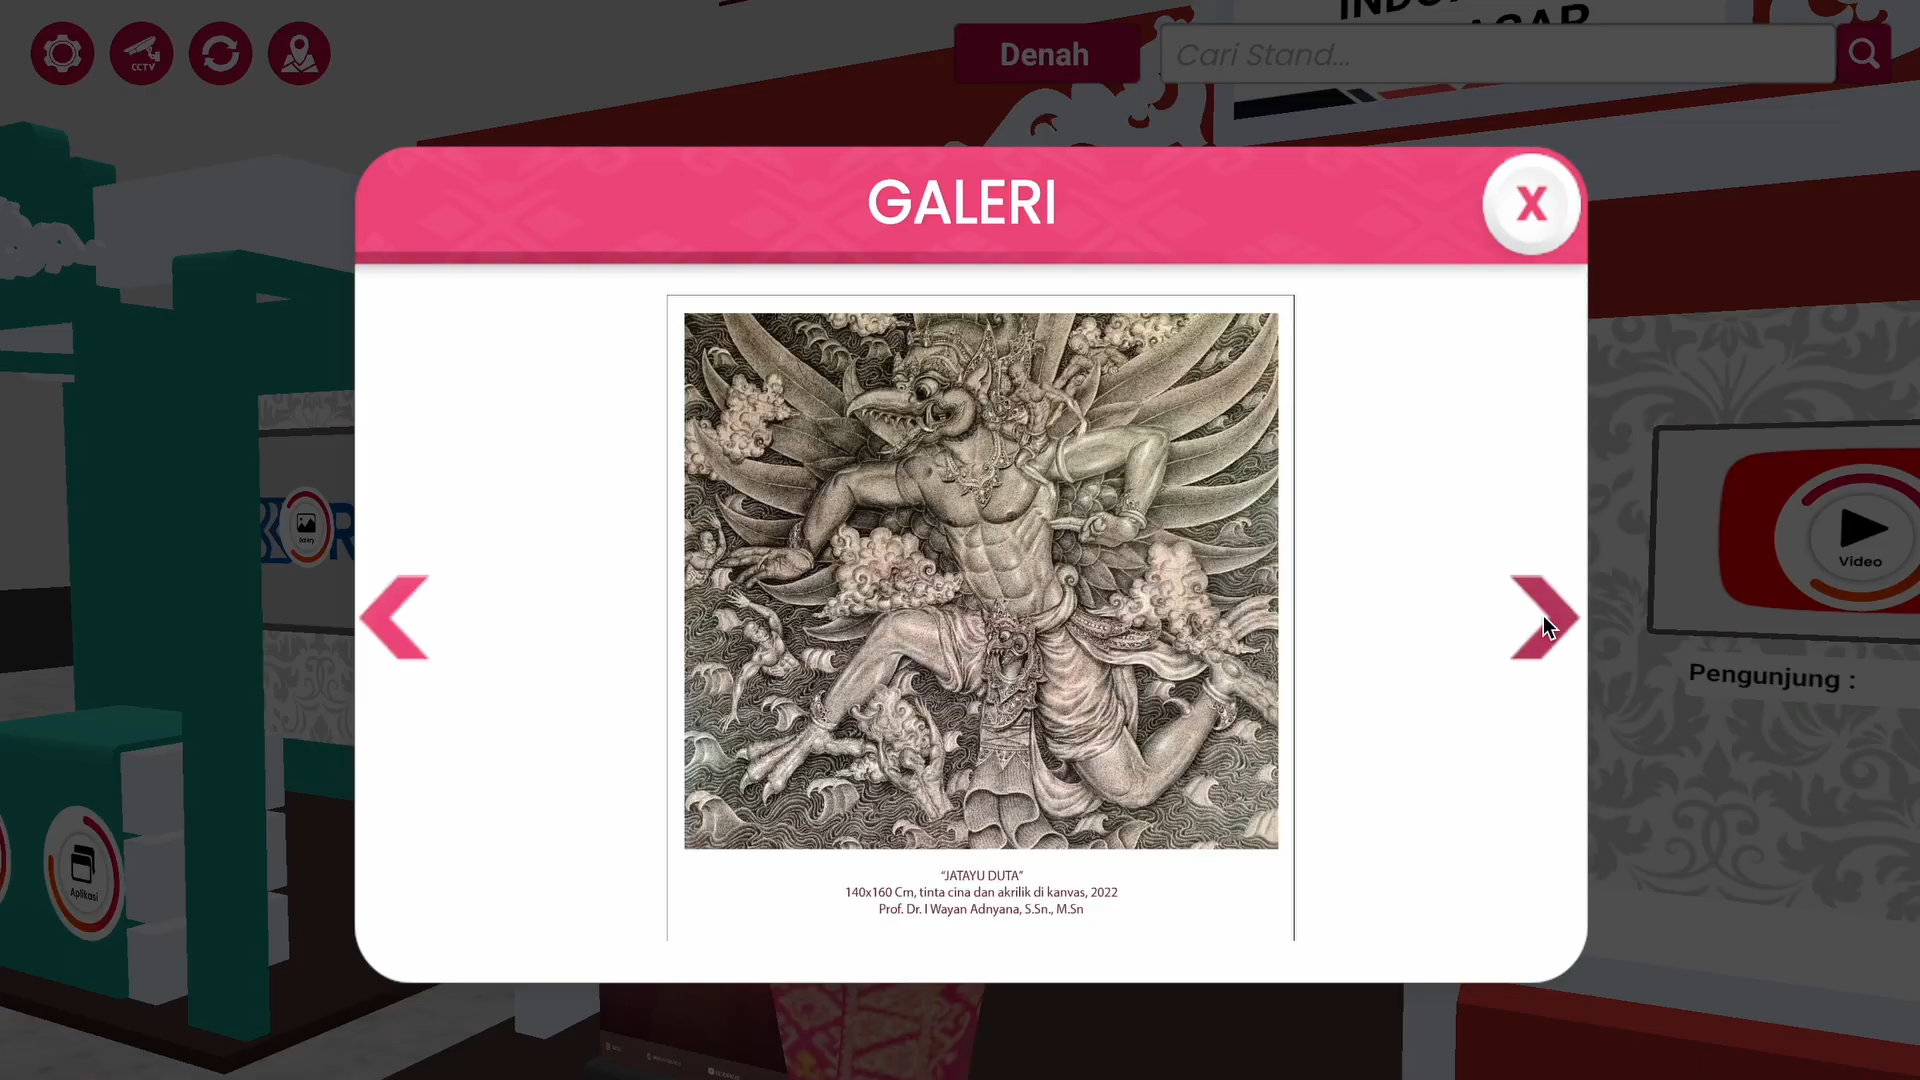 CCTV
Denah
Cari Stand...
GALERI
X
Galery
Video
Pengunjung :
Aplikasi
"JATAYU DUTA"
140x160 Cm, tinta cina dan akrilik di kanvas, 2022
Prof. Dr. I Wayan Adnyana, S.Sn., M.Sn